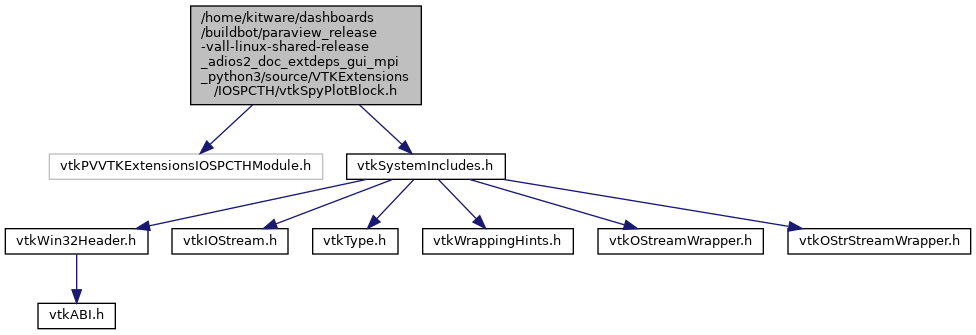 /home/kitware/dashboards
/buildbot/paraview_release
-vall-linux-shared-release
_adios2_doc_extdeps_gui_mpi
_python3/source/VTKExtensions
/IOSPCTH/vtkSpyPlotBlock.h
vtkPVVTKExtensionsIOSPCTHModule.h
vtkSystemIncludes.h
vtkWin32Header.h
vtkIOStream.h
vtkType.h
vtkWrappingHints.h
vtkOStreamWrapper.h
vtkOStrStreamWrapper.h
vtkABI.h